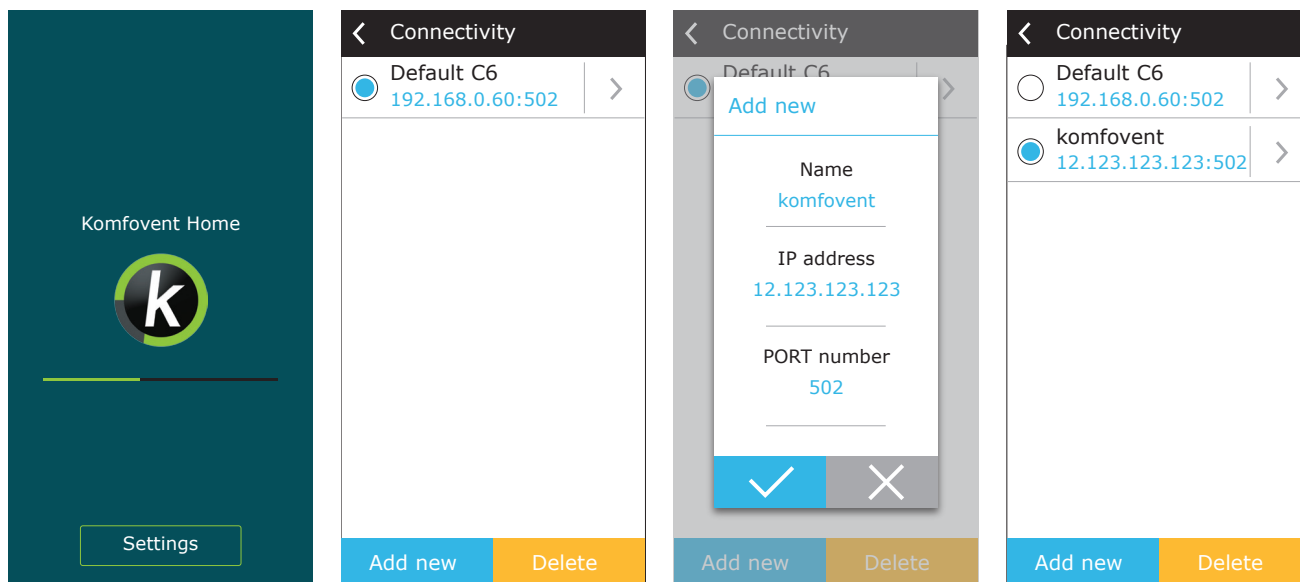 Komfovent Home
k
Settings
Connectivity
Default C6
192.168.0.60:502
Add new
Delete
Connectivity
Default C6
Add new
Name
komfovent
IP address
12.123.123.123
PORT number
502
Add new
Delete
Connectivity
Default C6
192.168.0.60:502
komfovent
12.123.123.123:502
Add new
Delete